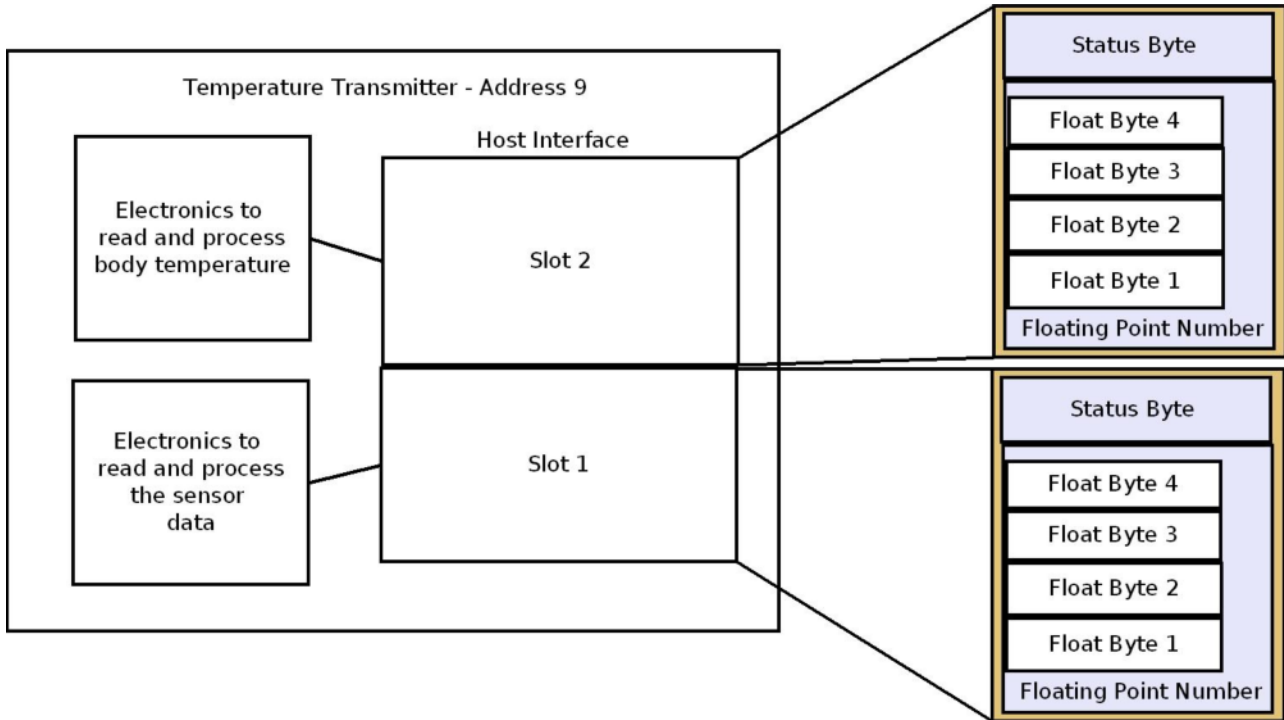 Temperature Transmitter - Address 9
Host Interface
Electronics to
read and process
body temperature
Slot 2
Electronics to
read and process
the sensor
data
Slot 1
Status Byte
Float Byte 4
Float Byte 3
Float Byte 2
Float Byte 1
Floating Point Number
Status Byte
Float Byte 4
Float Byte 3
Float Byte 2
Float Byte 1
Floating Point Number